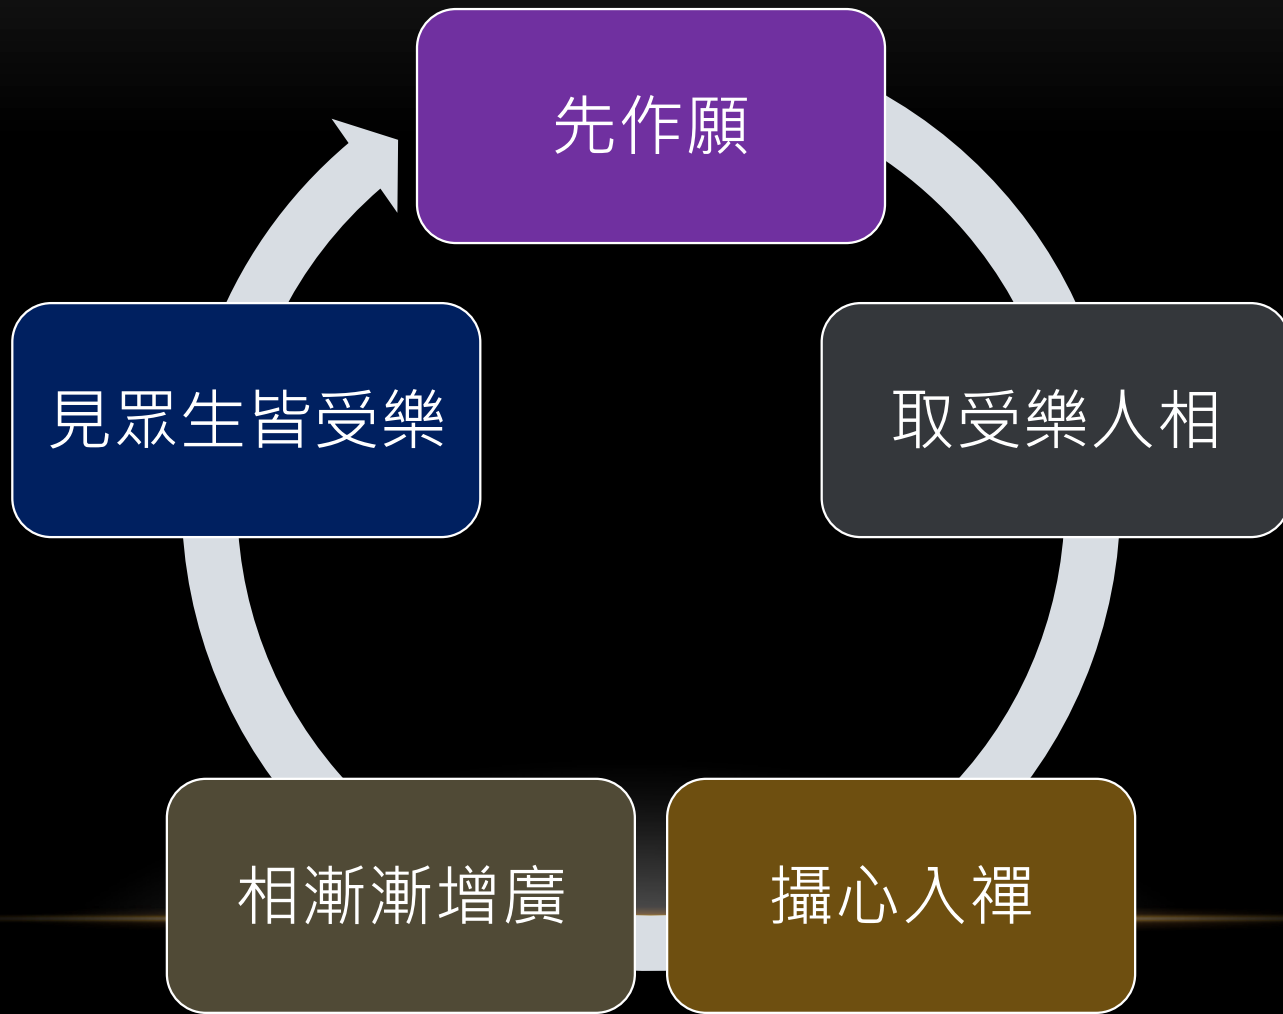 先作願
取受樂人相
攝心入禪
相漸漸增廣
見眾生皆受樂